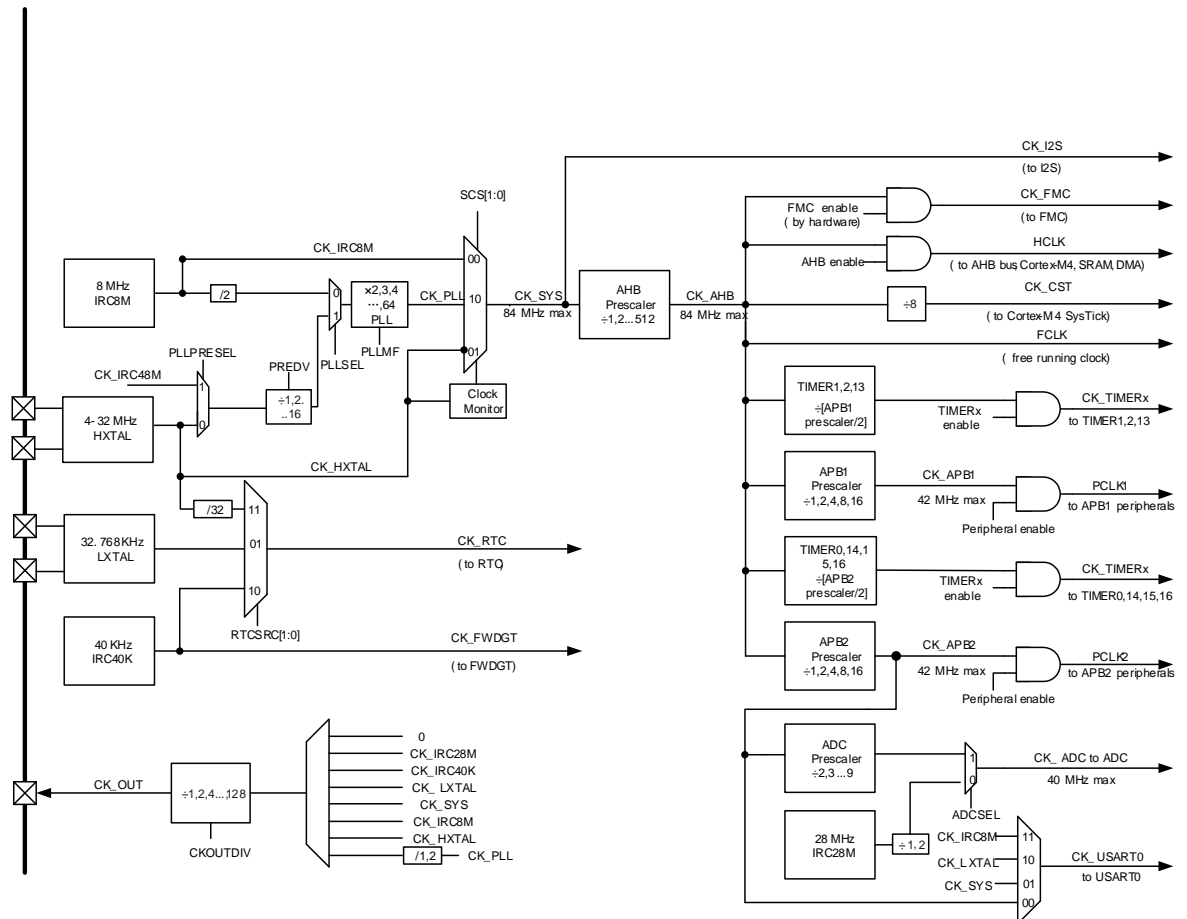 CK_I2S
(to I2S)
SCS[1:0]
CK_FMC
FMC enable
( by hardware)
(to FMC)
CK_IRC8M
00
HCLK
AHB enable
( to AHB bus,Cortex-M4, SRAM,DMA)
8 MHz
IRC8M
/2
0
1
×2,3,4
…,64
PLL
CK_PLL
10
CK_SYS
84 MHz max
AHB
Prescaler
÷1,2...512
CK_AHB
84 MHz max
÷8
CK_CST
( to Cortex-M4 SysTick)
PLLSEL
PLLMF
01
FCLK
( free running clock)
PLLPRESEL
CK_IRC48M
1
0
PREDV
÷1,2.
..16
Clock
Monitor
4-32 MHz
HXTAL
TIMER1,2,13
÷[APB1
prescaler/2]
TIMERx
enable
CK_TIMERx
to TIMER1,2,13
CK_HXTAL
/32
11
APB1
Prescaler
÷1,2,4,8,16
CK_APB1
42 MHz max
Peripheral enable
PCLK1
to APB1 peripherals
32.768KHz
LXTAL
01
CK_RTC
(to RTC)
10
RTCSRC[1:0]
TIMER0,14,1
5,16
÷[APB2
prescaler/2]
TIMERx
enable
CK_TIMERx
to TIMER0,14,15,16
40 KHz
IRC40K
CK_FWDGT
( to FWDGT)
APB2
Prescaler
÷1,2,4,8,16
CK_APB2
42 MHz max
Peripheral enable
PCLK2
to APB2 peripherals
CK_OUT
÷1,2,4...,128
CKOUTDIV
0
CK_IRC28M
CK_IRC40K
CK_ LXTAL
CK_SYS
CK_IRC8M
CK_HXTAL
/1,2
CK_PLL
ADC
Prescaler
÷2,3...9
1
0
ADCSEL
CK_ ADC to ADC
40 MHz max
28 MHz
IRC28M
÷1,2
CK_IRC8M
11
CK_LXTAL
10
CK_SYS
01
00
CK_USART0
to USART0